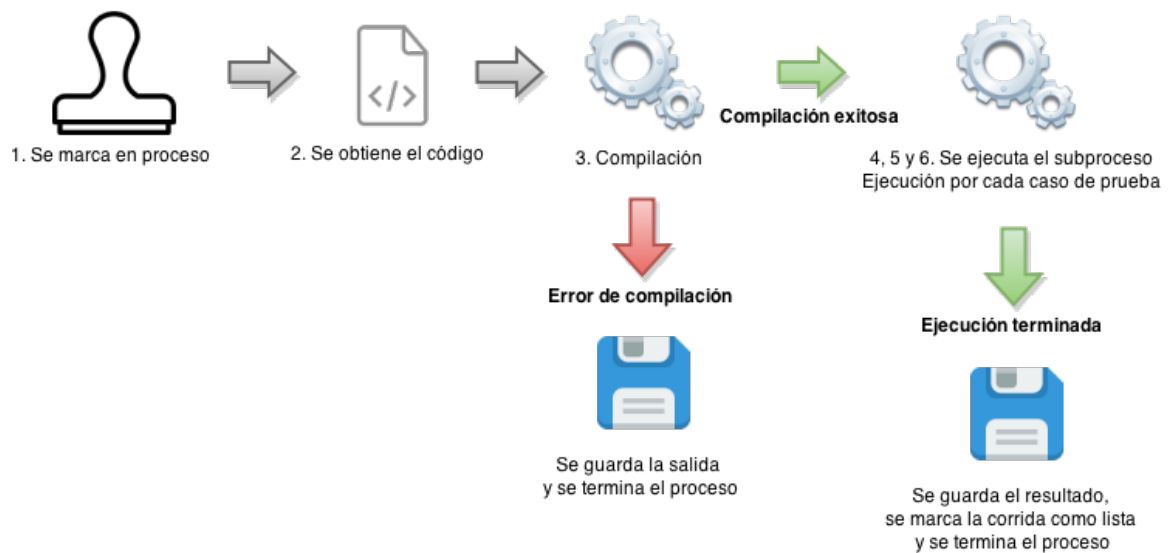 1. Se marca en proceso
2. Se obtiene el código
</>
3. Compilación
Compilación exitosa
4, 5 y 6. Se ejecuta el subproceso
Ejecución por cada caso de prueba
Error de compilación
Se guarda la salida
y se termina el proceso
Ejecución terminada
Se guarda el resultado,
se marca la corrida como lista
y se termina el proceso